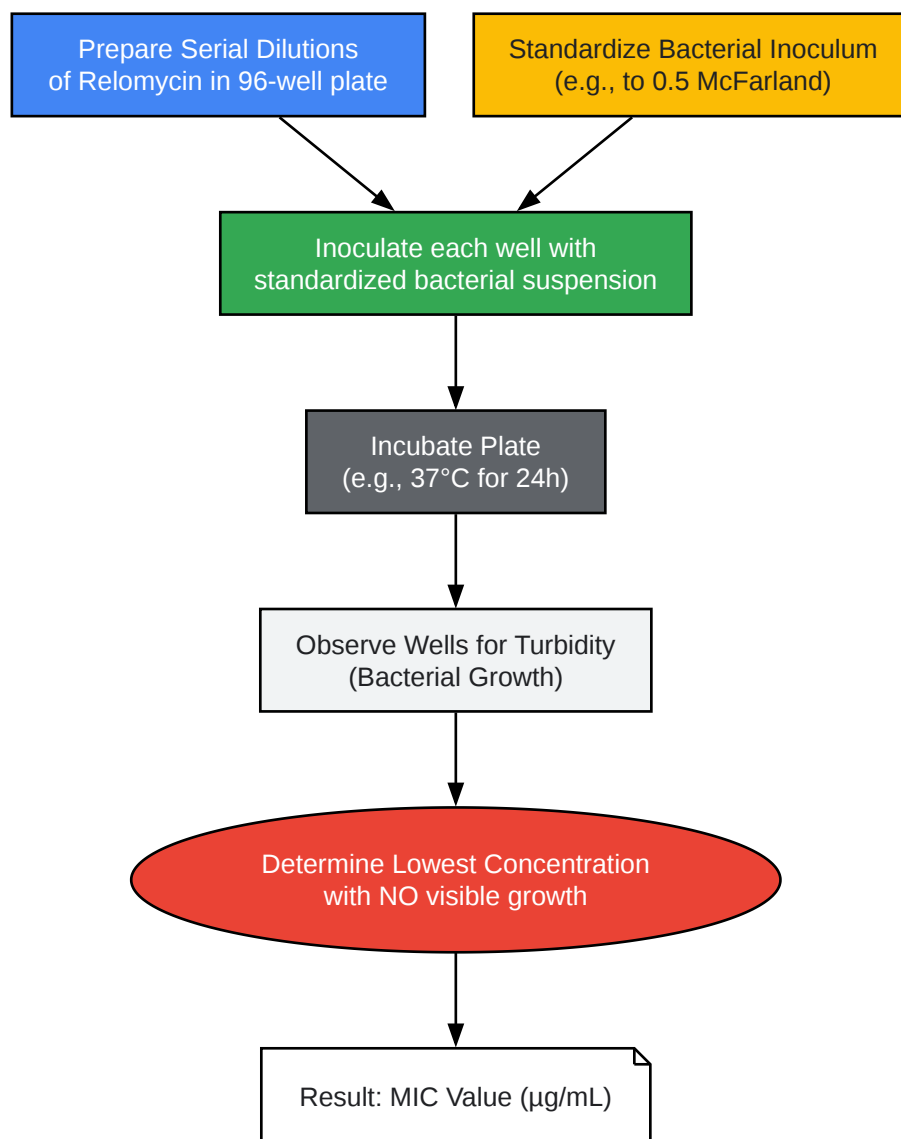 Prepare Serial Dilutions
of Relomycin in 96-well plate
Standardize Bacterial Inoculum
(e.g., to 0.5 McFarland)
Inoculate each well with
standardized bacterial suspension
Incubate Plate
(e.g., 37°C for 24h)
Observe Wells for Turbidity
(Bacterial Growth)
Determine Lowest Concentration
with NO visible growth
Result: MIC Value (µg/mL)